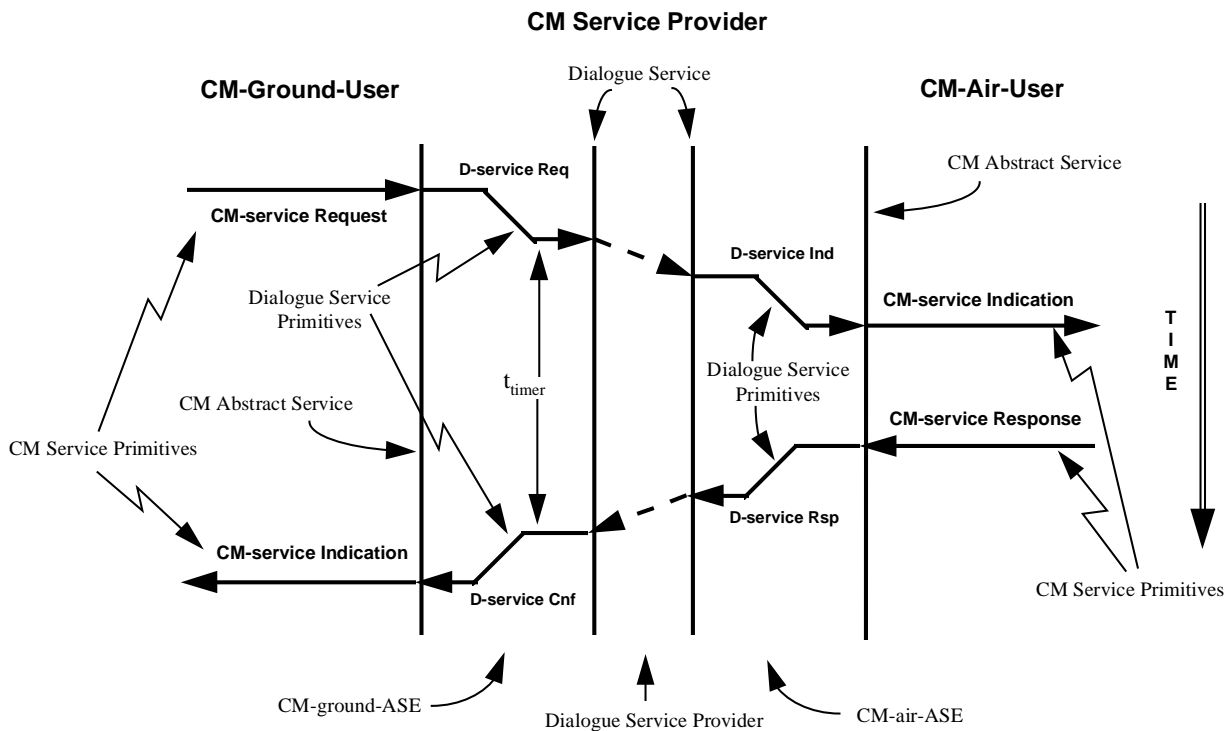 CM Service Provider
Dialogue Service
CM-Ground-User
CM-Air-User
D-service Req
CM Abstract Service
CM-service Request
D-service Ind
Dialogue Service
Primitives
CM-service Indication
T
I
M
E
t timer
Dialogue Service
Primitives
CM Abstract Service
CM-service Response
CM Service Primitives
D-service Rsp
CM-service Indication
CM Service Primitives
D-service Cnf
CM-ground-ASE
Dialogue Service Provider
CM-air-ASE